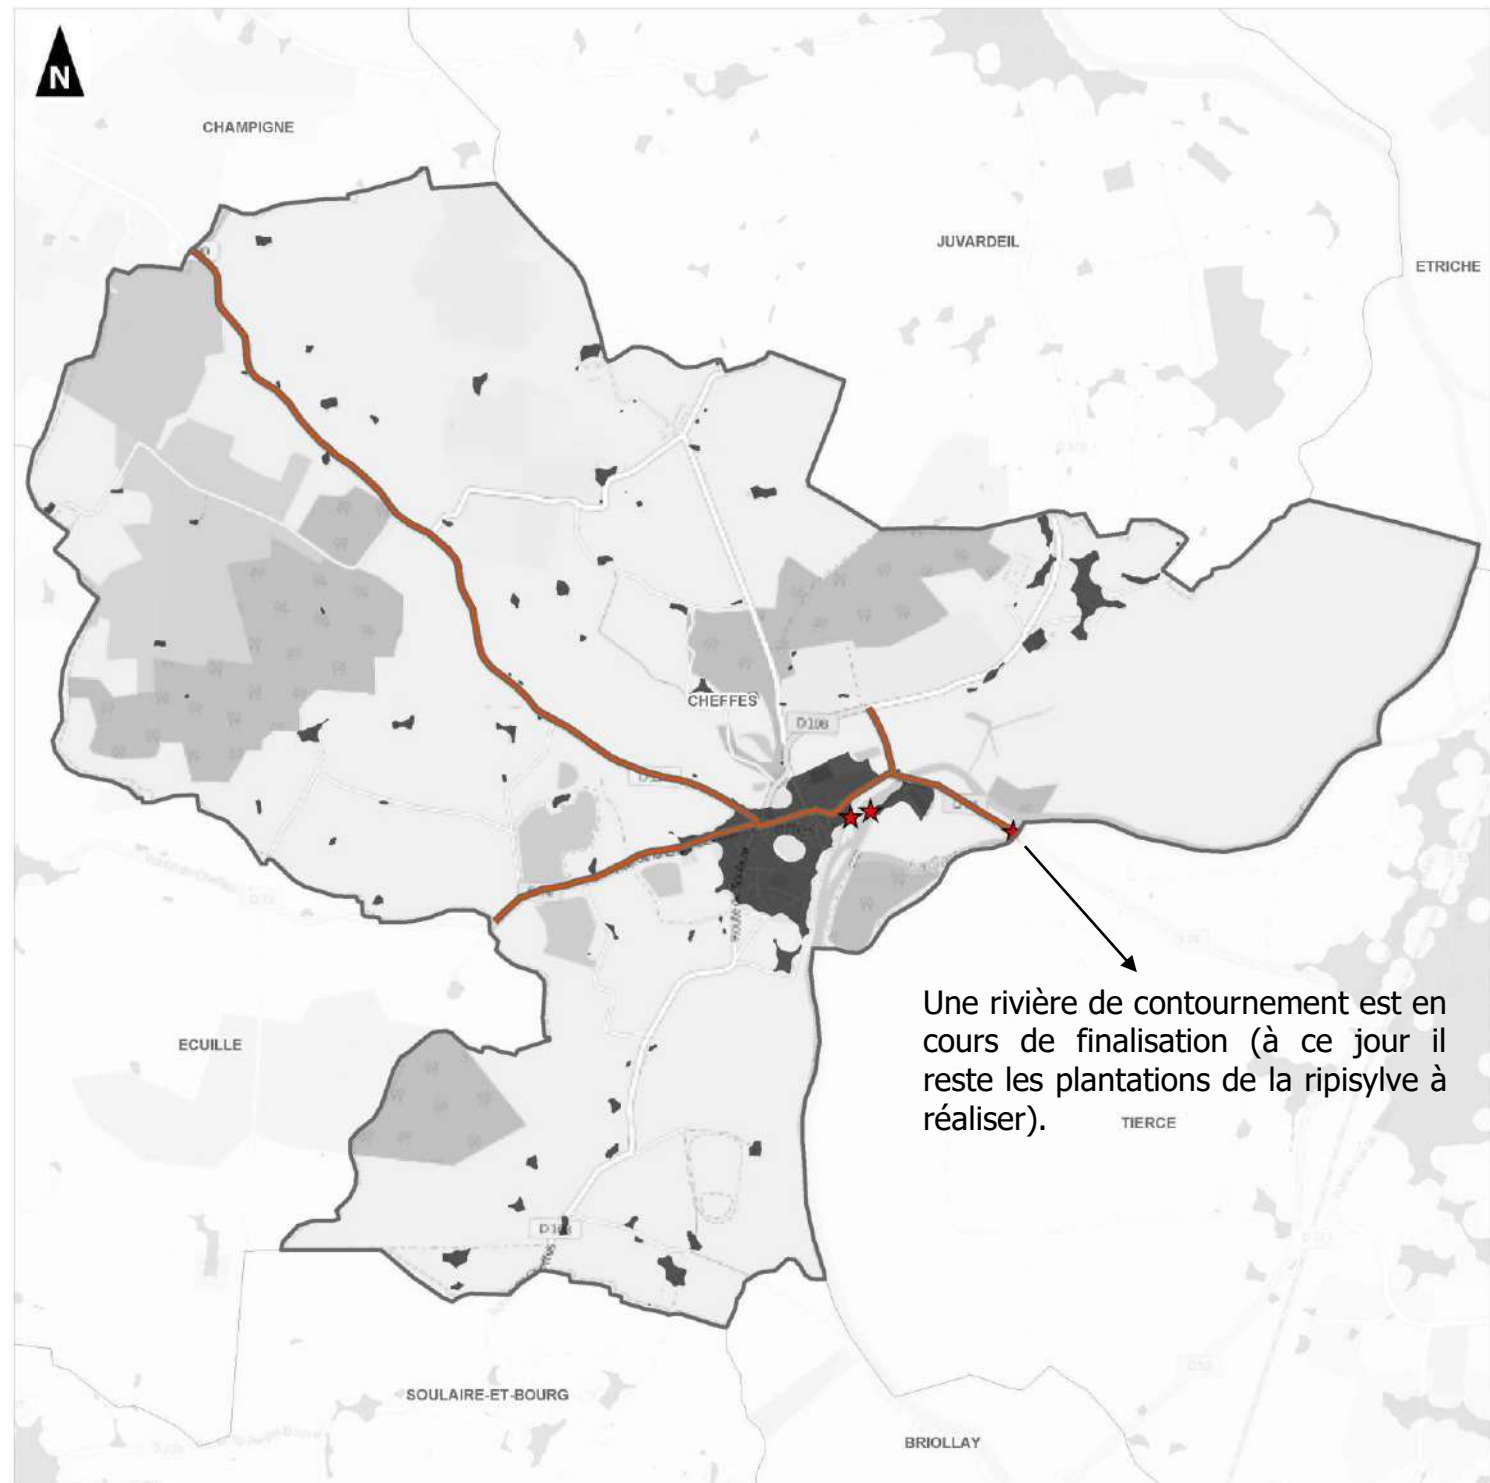 N
CHAMPIGNE
JUVARDEIL
ETRICHE
CHEFFES
D108
Une rivière de contournement est en
cours de finalisation (à ce jour il
reste les plantations de la ripisylve à
réaliser).
ECUILLE
TIERCE
SOULAIRE-ET-BOURG
BRIOLLAY